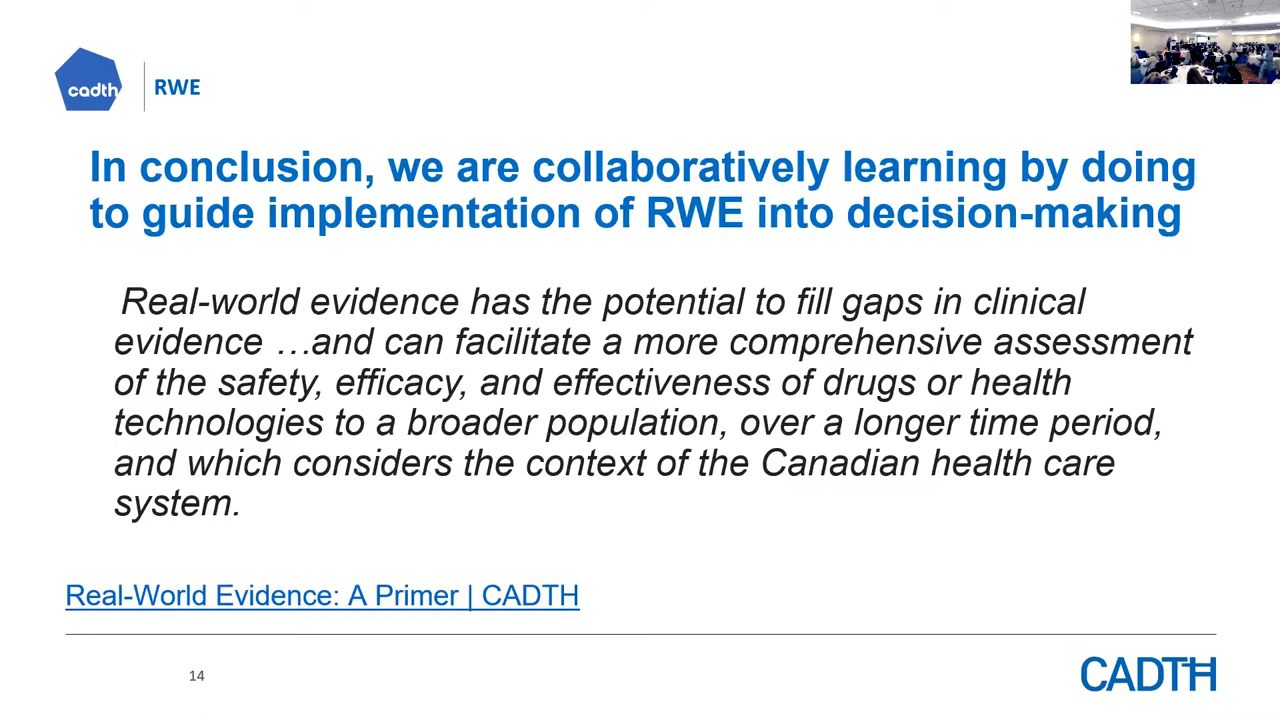 cadth
RWE
In conclusion, we are collaboratively learning by doing
to guide implementation of RWE into decision-making
Real-world evidence has the potential to fill gaps in clinical
evidence …and can facilitate a more comprehensive assessment
of the safety, efficacy, and effectiveness of drugs or health
technologies to a broader population, over a longer time period,
and which considers the context of the Canadian health care
system.
Real-World Evidence: A Primer | CADTH
14
CADTH